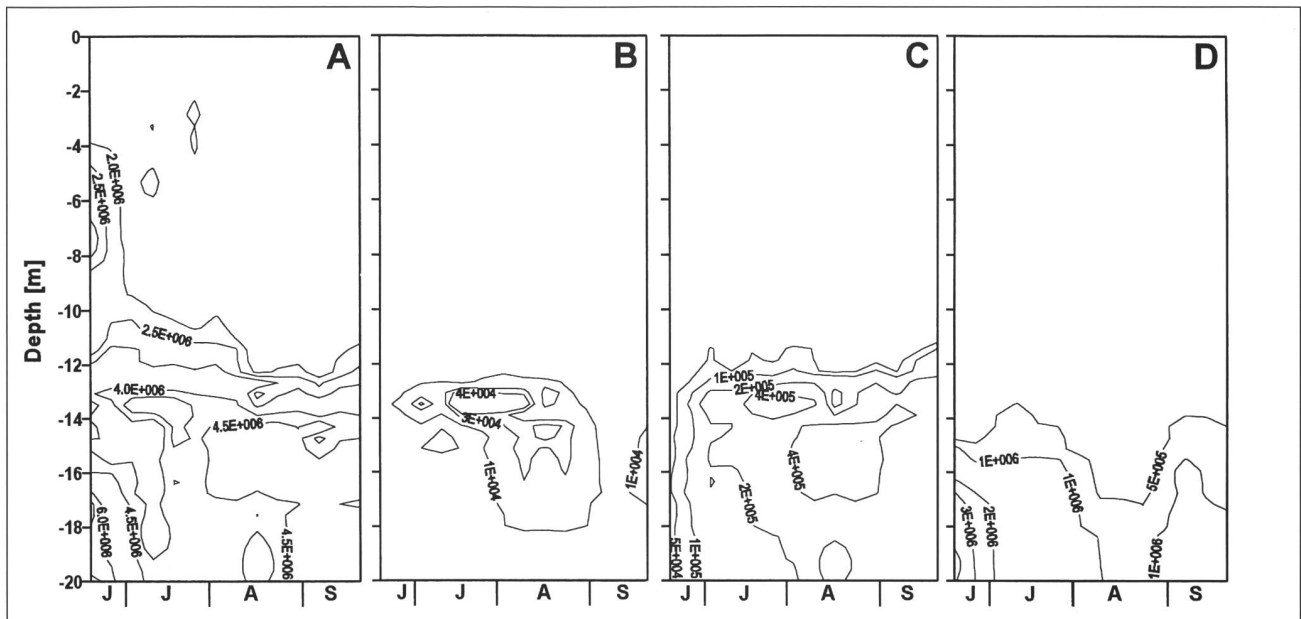 A
B
C
D
Depth [m]
0
-2
-4
-6
-8
-10
-12
-14
-16
-18
-20
2.0E+006
2.5E+006
2.5E+006
4.0E+006
4.5E+006
6.0E+006
4.5E+006
4.5E+006
4E+004
3E+004
1E+004
1E+004
1E+005
2E+005
4E+005
4E+005
2E+005
5E+004
1E+005
1E+006
1E+006
5E+005
3E+006
2E+006
1E+006
J J A S
J J A S
J J A S
J J A S